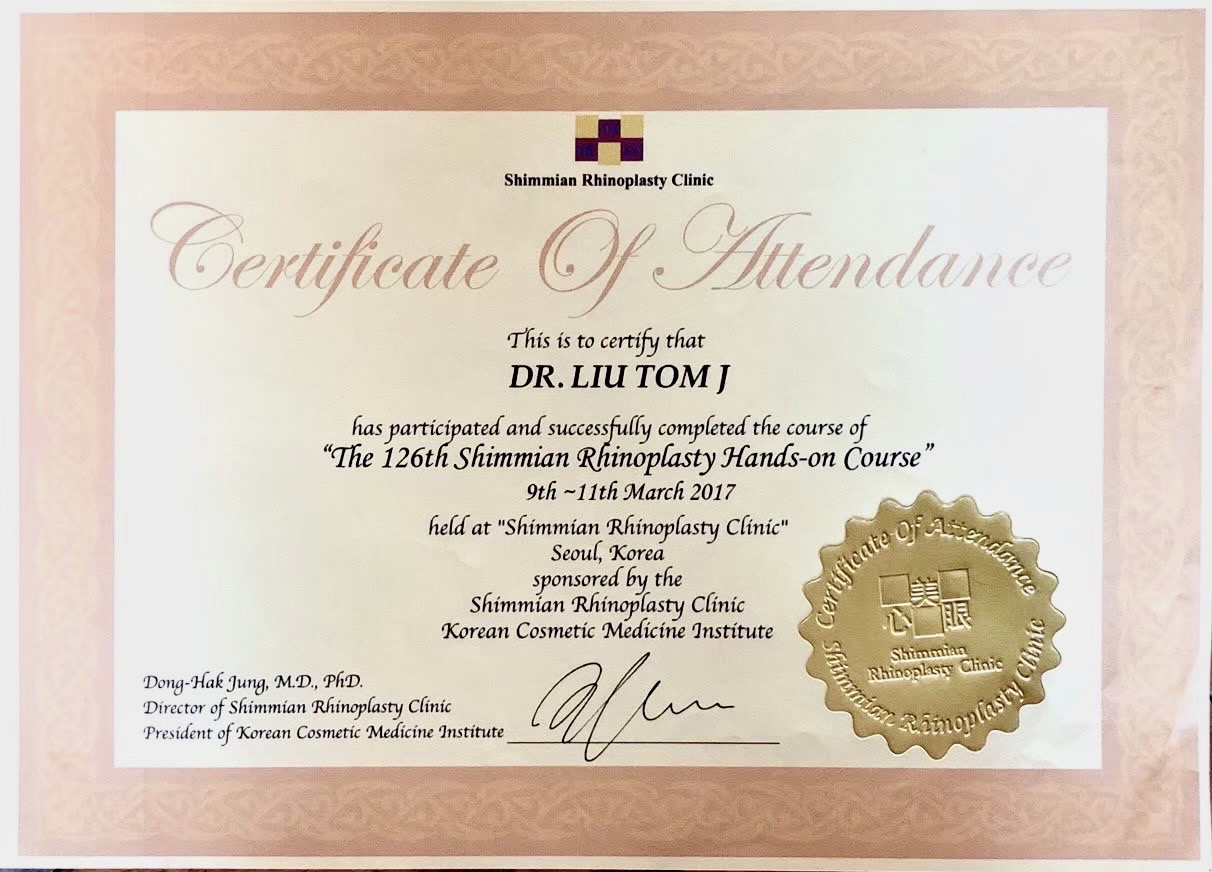 Shimmian Rhinoplasty Clinic
Certificate Of Attendance
This is to certify that
DR. LIU TOM J
has participated and successfully completed the course of
“The 126th Shimmian Rhinoplasty Hands-on Course”
9th ~11th March 2017
held at "Shimmian Rhinoplasty Clinic"
Seoul, Korea
sponsored by the
Shimmian Rhinoplasty Clinic
Korean Cosmetic Medicine Institute
Dong-Hak Jung, M.D., PhD.
Director of Shimmian Rhinoplasty Clinic
President of Korean Cosmetic Medicine Institute
Certificate Of Attendance
美
心 眼
Shimmian
Rhinoplasty Clinic
Shimmian Rhinoplasty Clinic